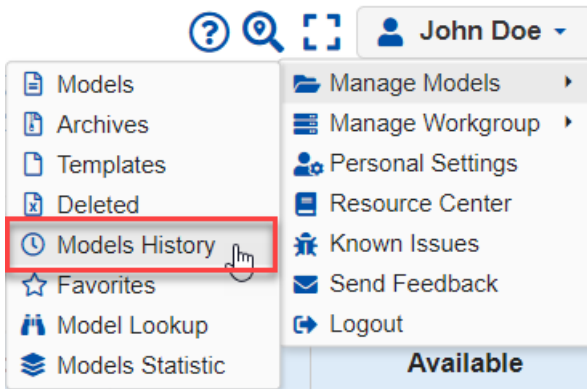 John Doe
Models
Archives
Templates
Deleted
Models History
Favorites
Model Lookup
Models Statistic
Manage Models
Manage Workgroup
Personal Settings
Resource Center
Known Issues
Send Feedback
Logout
Available